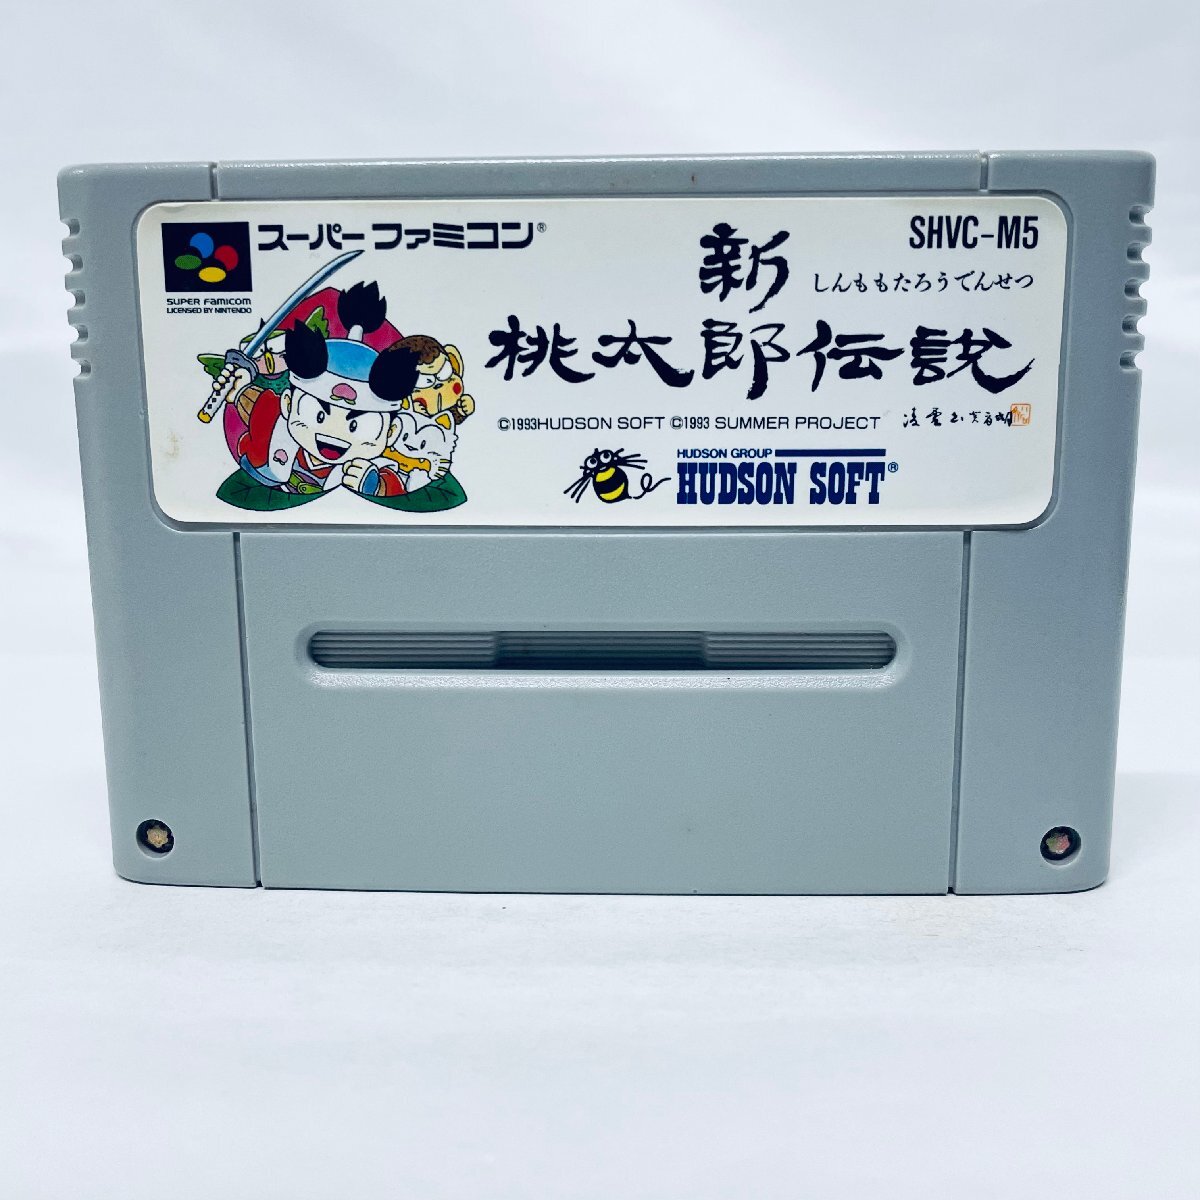 スーパーファミコン®
SUPER FAMICOM
LICENSED BY NINTENDO
SHVC-M5
新
しんももたろうでんせつ
桃太郎伝説
©1993HUDSON SOFT ©1993 SUMMER PROJECT
HUDSON GROUP
HUDSON SOFT®